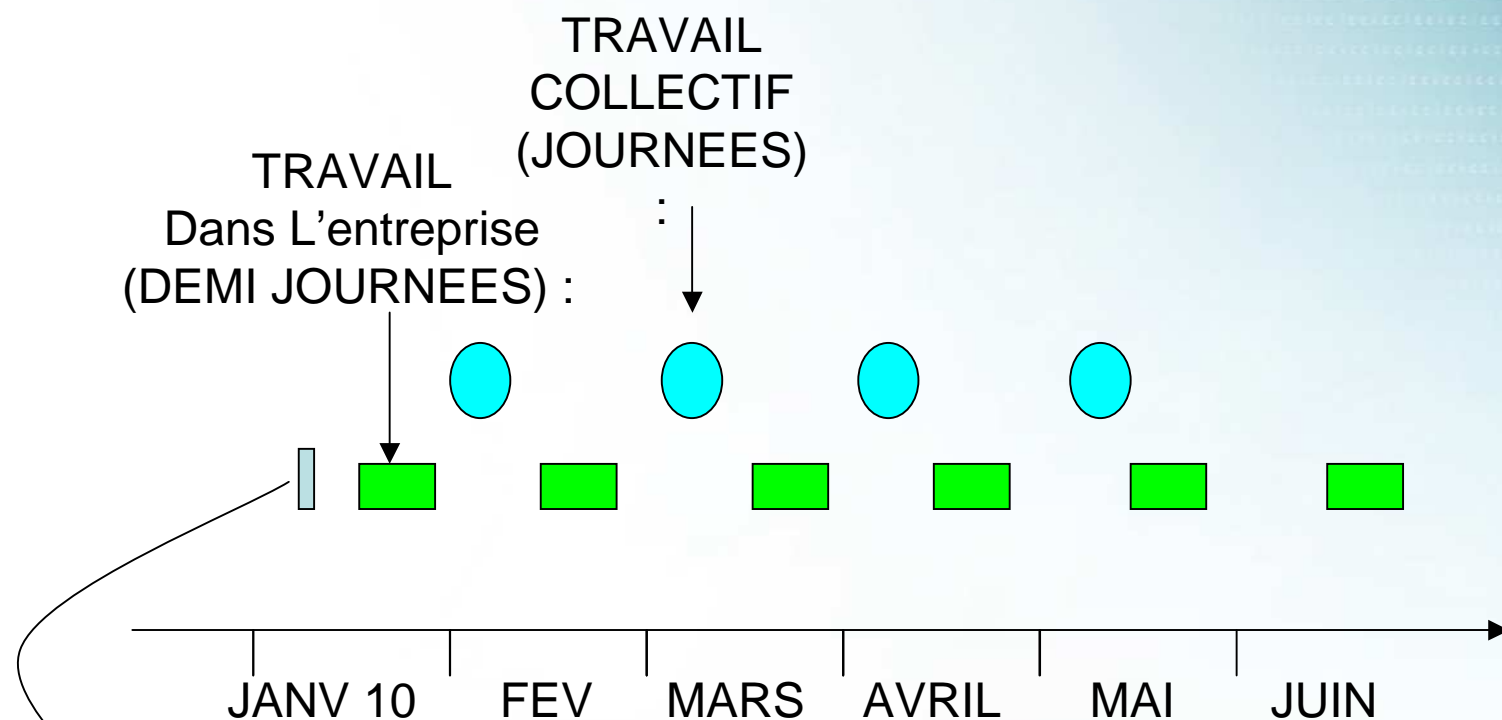 TRAVAIL
COLLECTIF
(JOURNEES)
:
TRAVAIL
Dans L’entreprise
(DEMI JOURNEES) :
JANV 10 FEV MARS AVRIL MAI JUIN